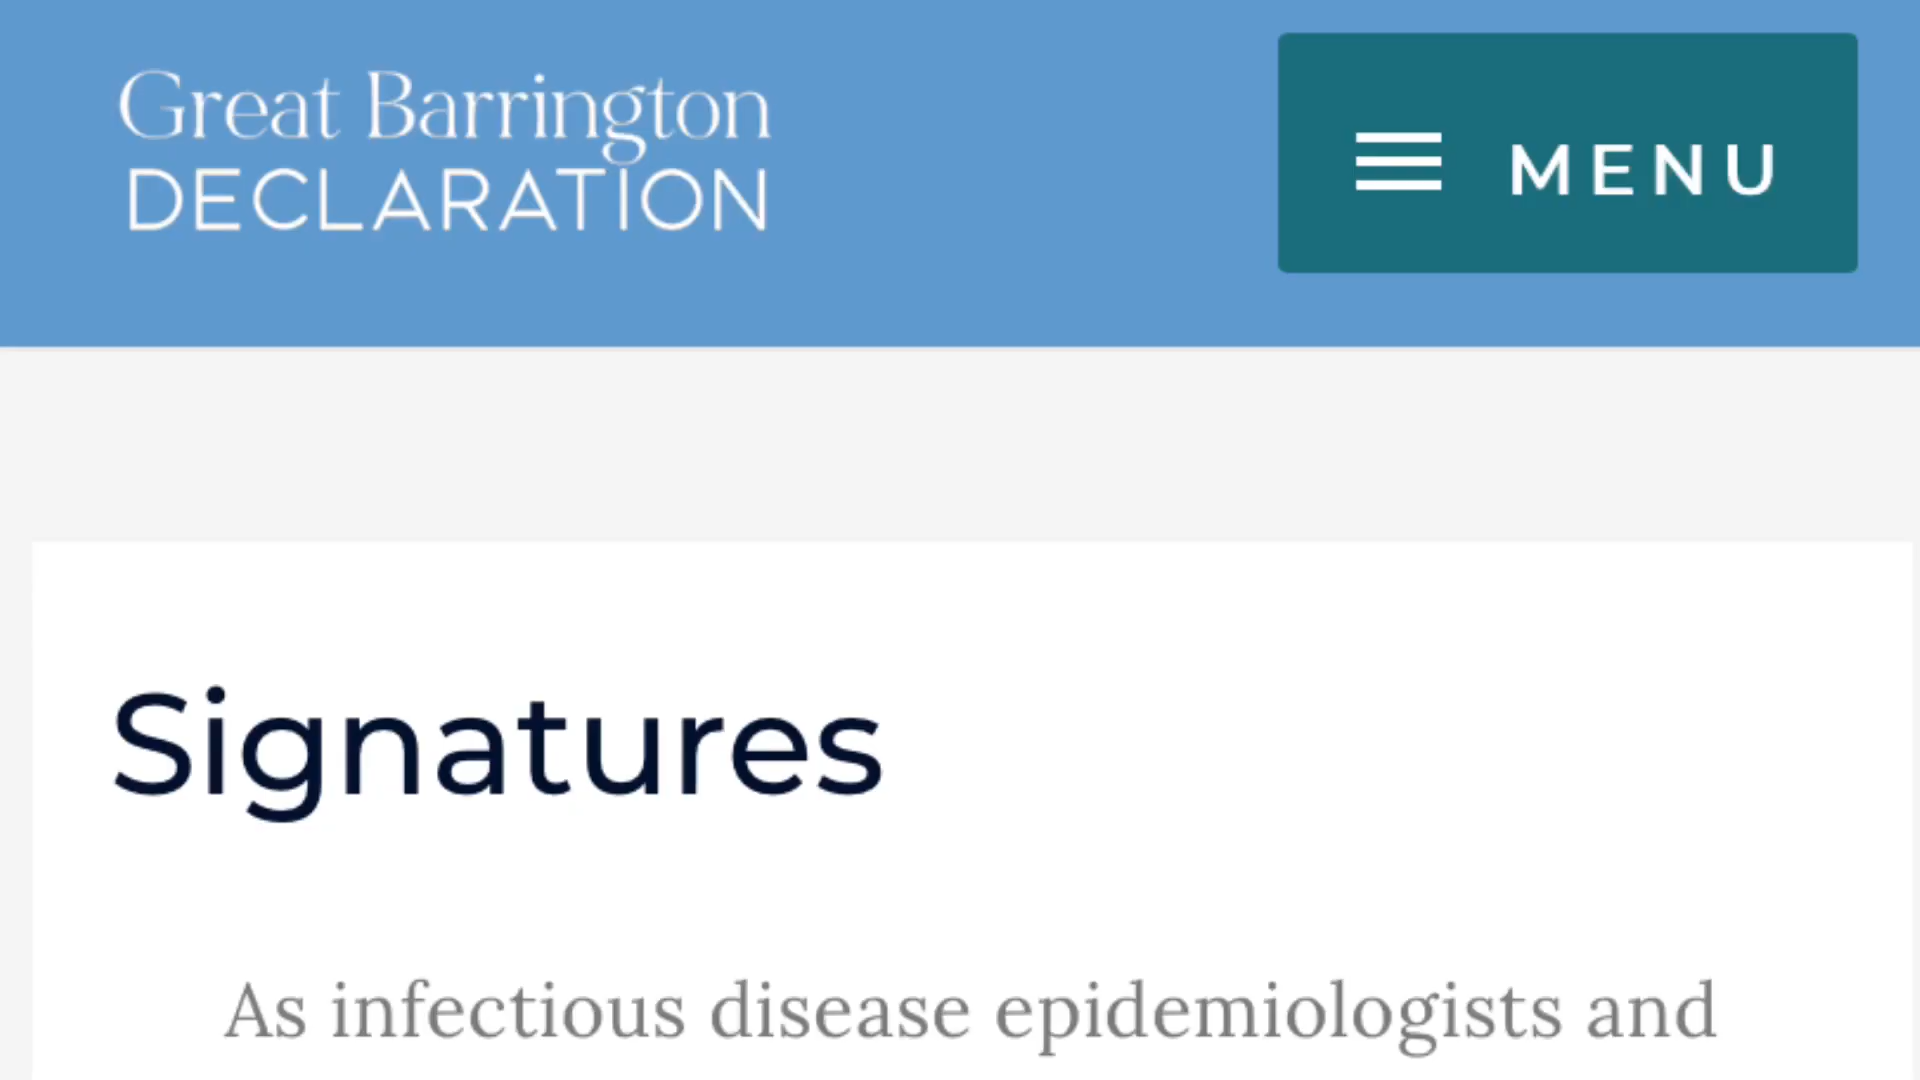 Great Barrington
DECLARATION
MENU
Signatures
As infectious disease epidemiologists and